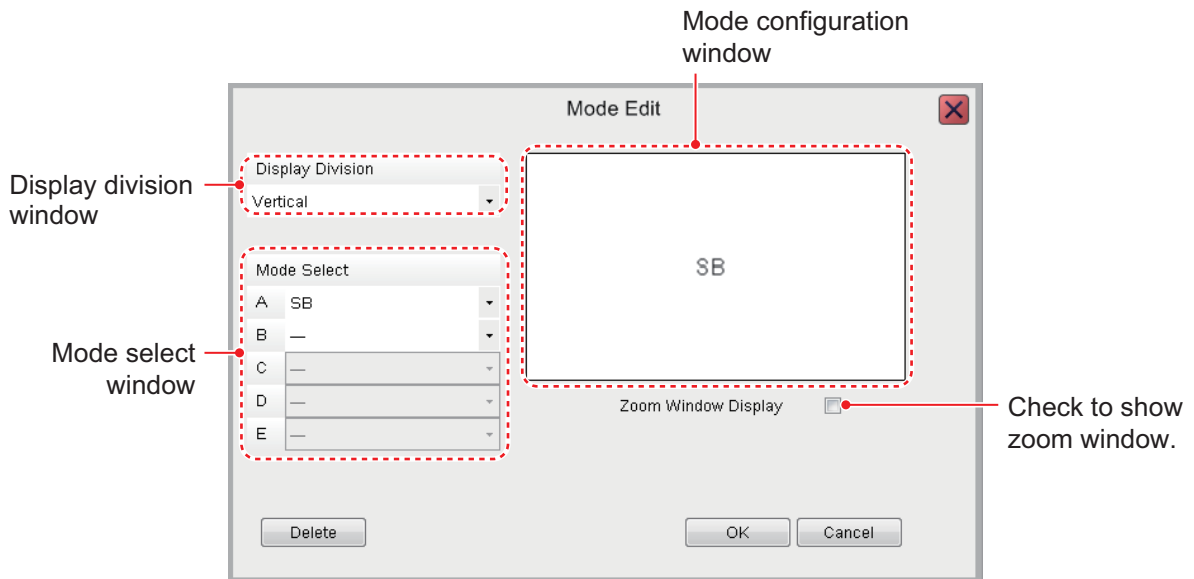 Mode configuration
window
Mode Edit
Display division
window
Display Division
Vertical
Mode select
window
Mode Select
A SB
B —
C —
D —
E —
SB
Zoom Window Display
Check to show
zoom window.
Delete
OK
Cancel